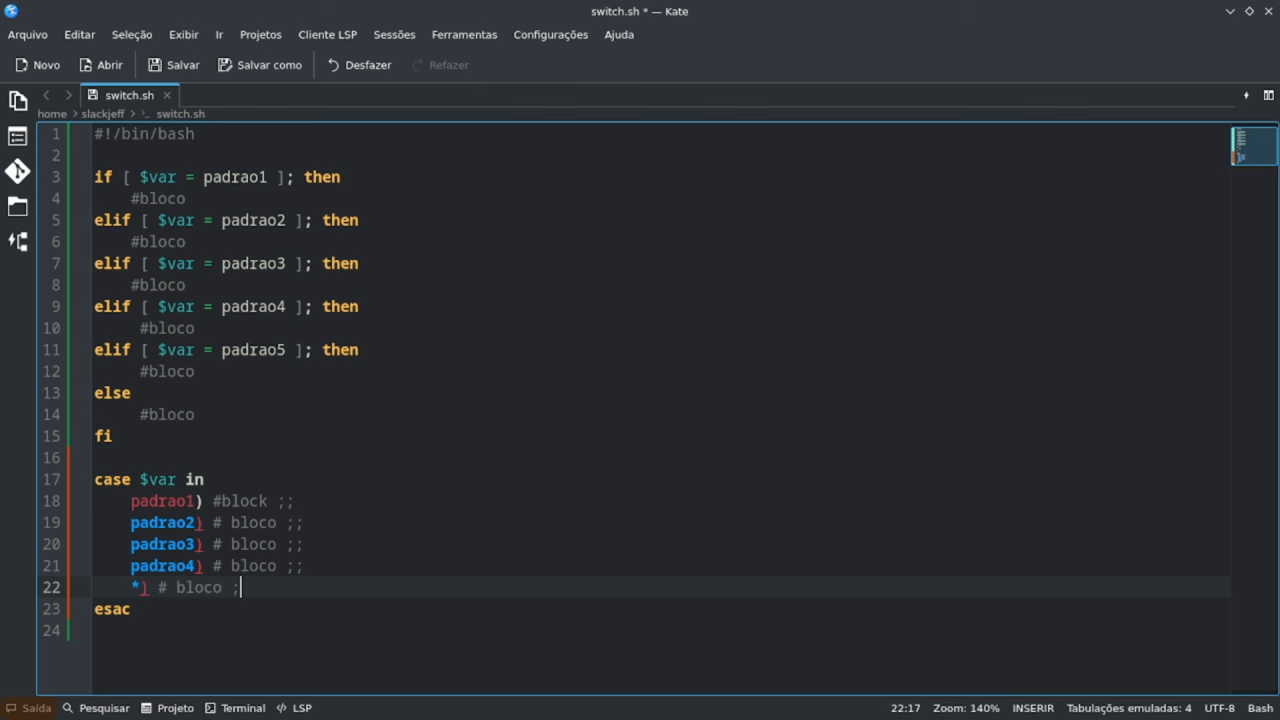 switch.sh * — Kate
Arquivo Editar Seleção Exibir Ir Projetos Cliente LSP Sessões Ferramentas Configurações Ajuda
Novo Abrir Salvar Salvar como Desfazer Refazer
switch.sh
home > slackjeff > switch.sh
1 #!/bin/bash
2
3 if [ $var = padrao1 ]; then
4 #bloco
5 elif [ $var = padrao2 ]; then
6 #bloco
7 elif [ $var = padrao3 ]; then
8 #bloco
9 elif [ $var = padrao4 ]; then
10 #bloco
11 elif [ $var = padrao5 ]; then
12 #bloco
13 else
14 #bloco
15 fi
16
17 case $var in
18 padrao1) #block ;;
19 padrao2) # bloco ;;
20 padrao3) # bloco ;;
21 padrao4) # bloco ;;
22 *) # bloco ;
23 esac
24
Saída Pesquisar Projeto Terminal LSP 22:17 Zoom: 140% INSERIR Tabulações emuladas: 4 UTF-8 Bash